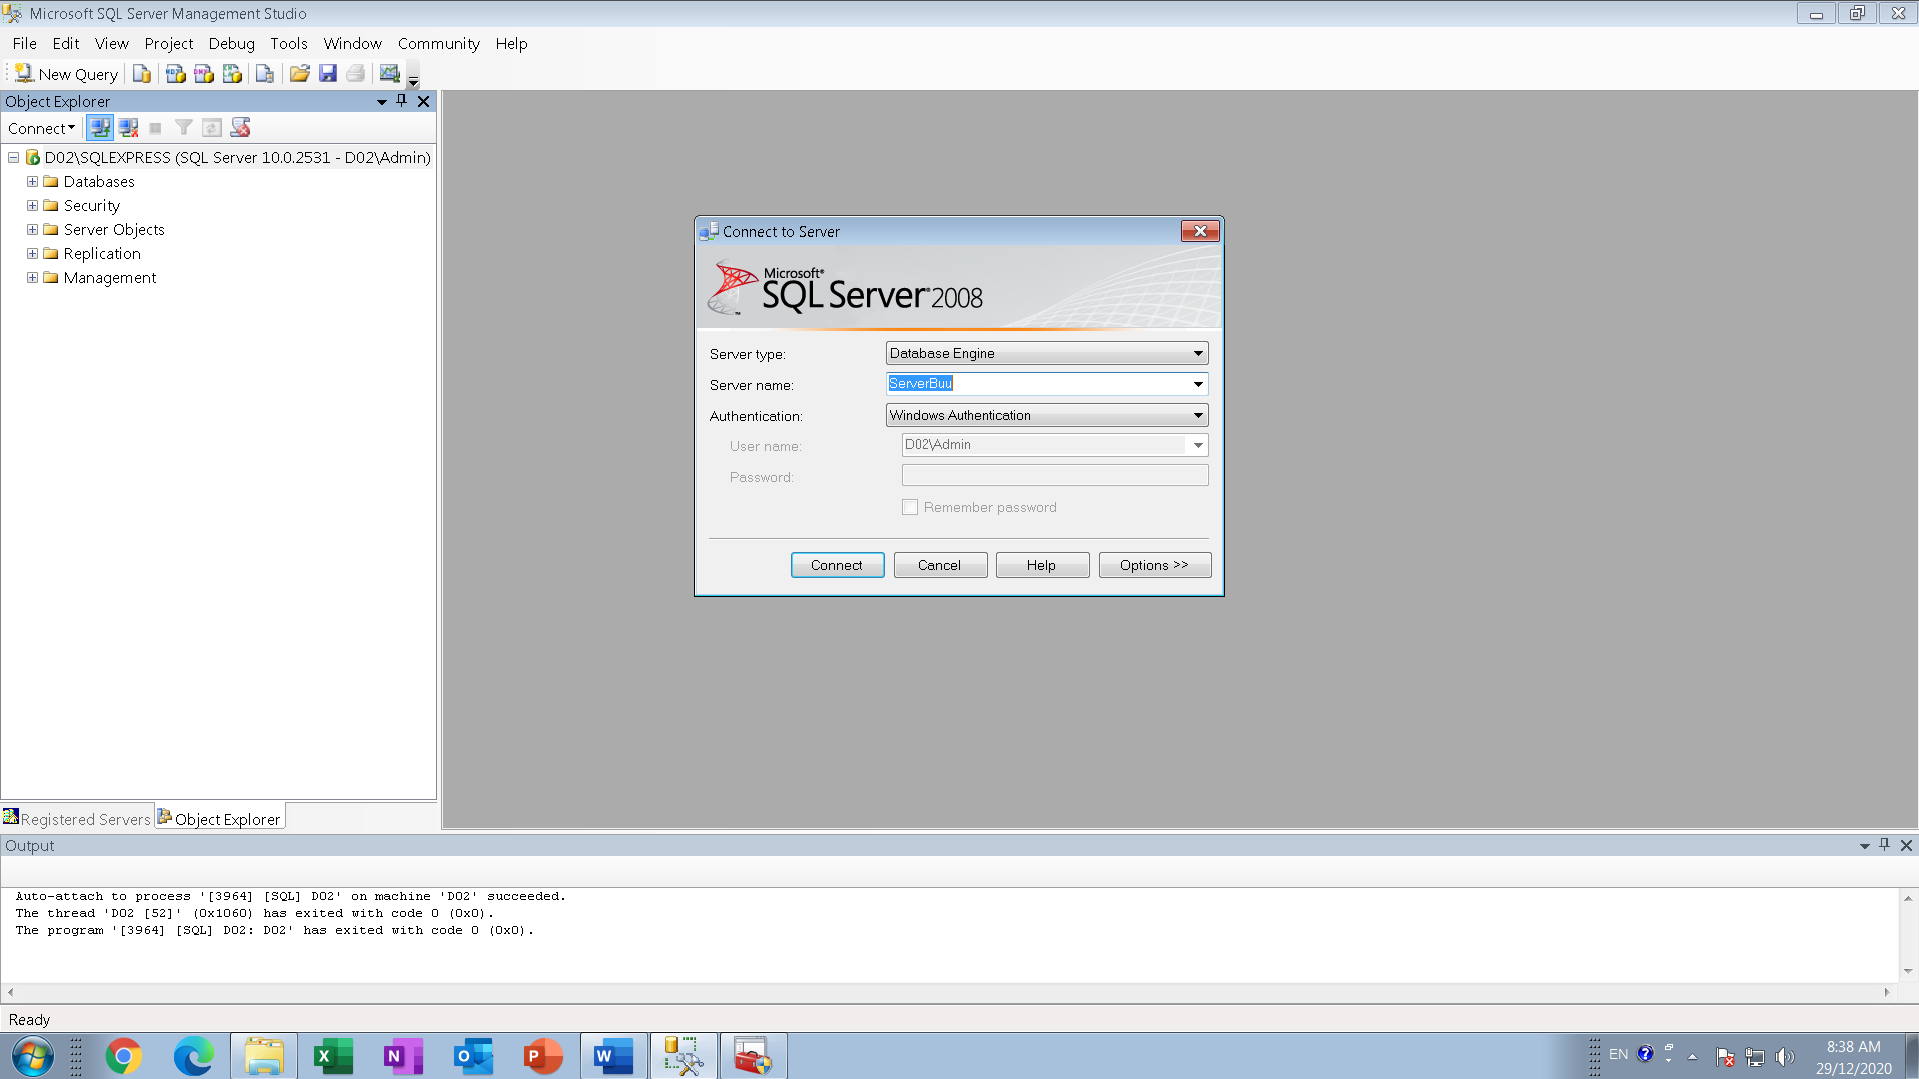 Microsoft SQL Server Management Studio
File Edit View Project Debug Tools Window Community Help
New Query
Object Explorer
Connect
D02\SQLEXPRESS (SQL Server 10.0.2531 - D02\Admin)
Databases
Security
Server Objects
Replication
Management
Connect to Server
Microsoft®
SQL Server® 2008
Server type: Database Engine
Server name: ServerBuu
Authentication: Windows Authentication
User name: D02\Admin
Password:
Remember password
Connect Cancel Help Options >>
Registered Servers Object Explorer
Output
Auto-attach to process '[3964] [SQL] D02' on machine 'D02' succeeded.
The thread 'D02 [52]' (0x1060) has exited with code 0 (0x0).
The program '[3964] [SQL] D02: D02' has exited with code 0 (0x0).
Ready
EN
8:38 AM
29/12/2020